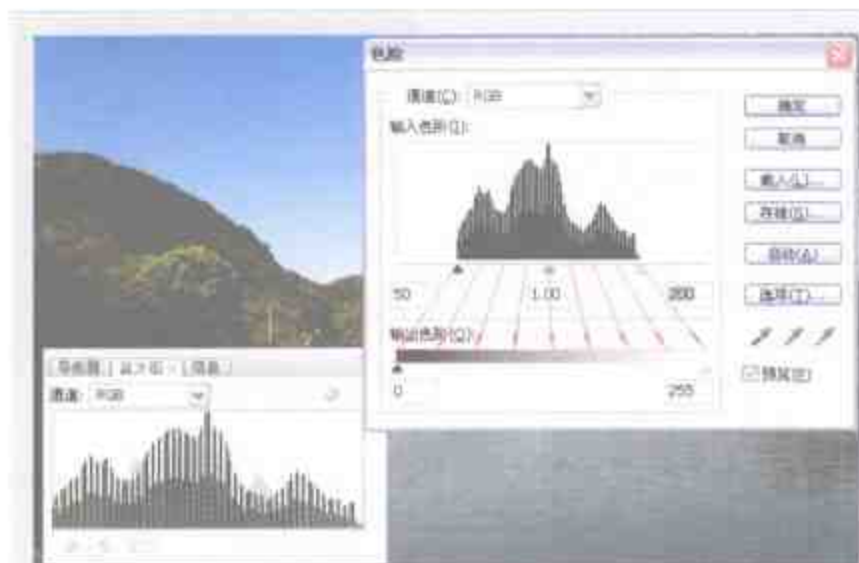 色阶
通道(C): RGB
输入色阶(I):
50 1.00 200
输出色阶(O):
0 255
确定
取消
载入(L)...
存储(S)...
自动(A)
选项(T)...
预览(P)
导航器 直方图 × 信息
通道: RGB